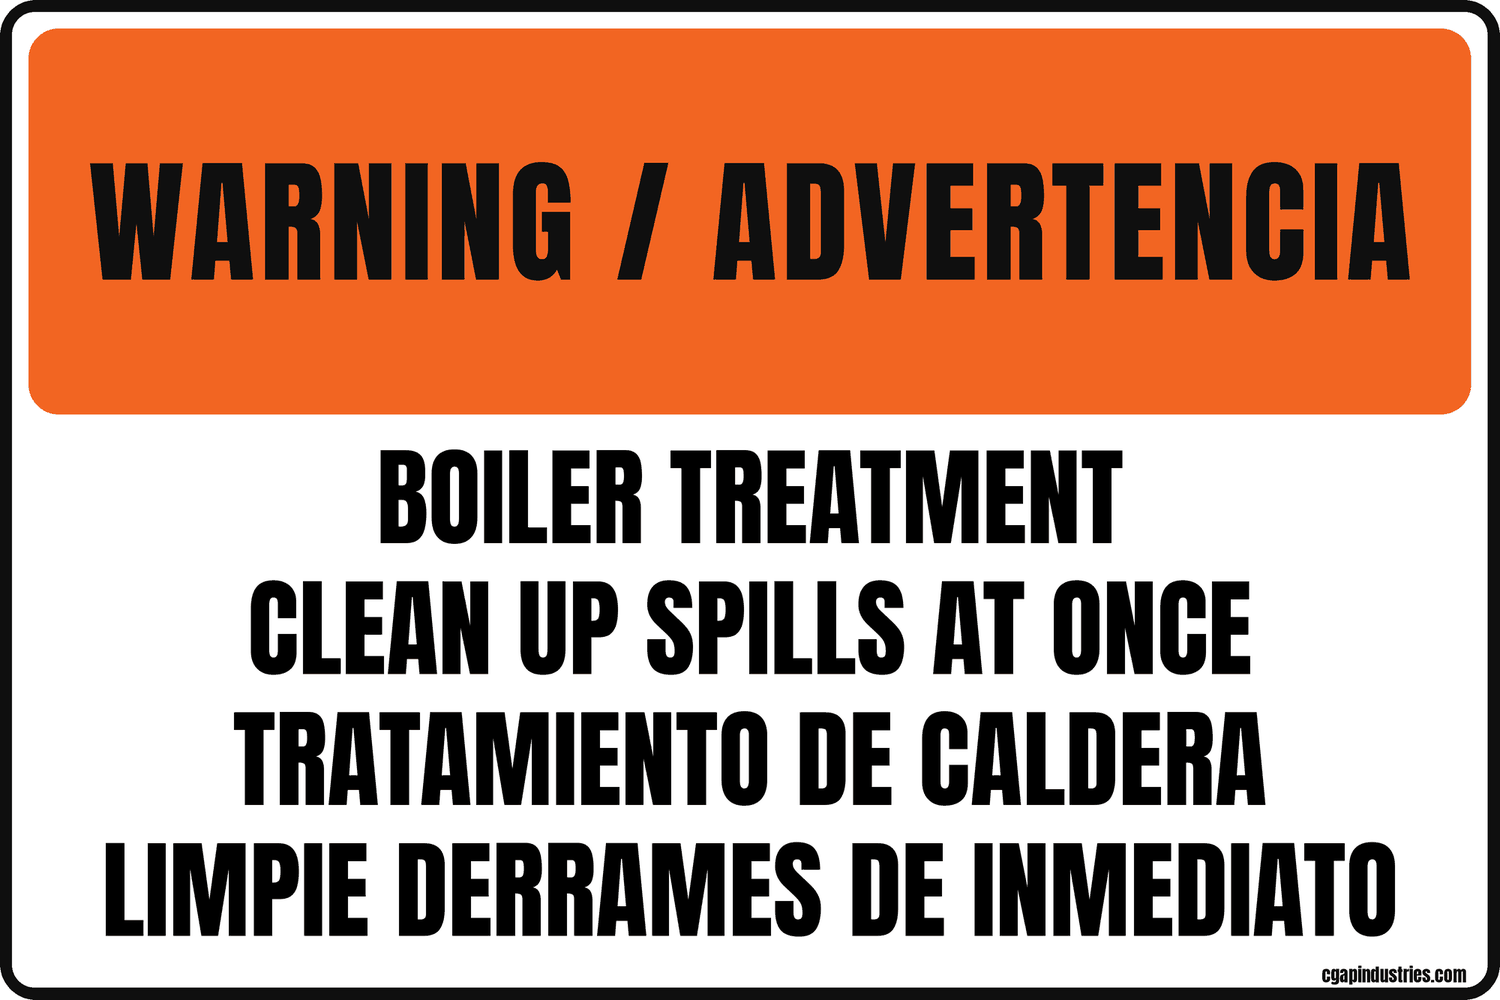 WARNING / ADVERTENCIA
BOILER TREATMENT
CLEAN UP SPILLS AT ONCE
TRATAMIENTO DE CALDERA
LIMPIE DERRAMES DE INMEDIATO
cgapindustries.com